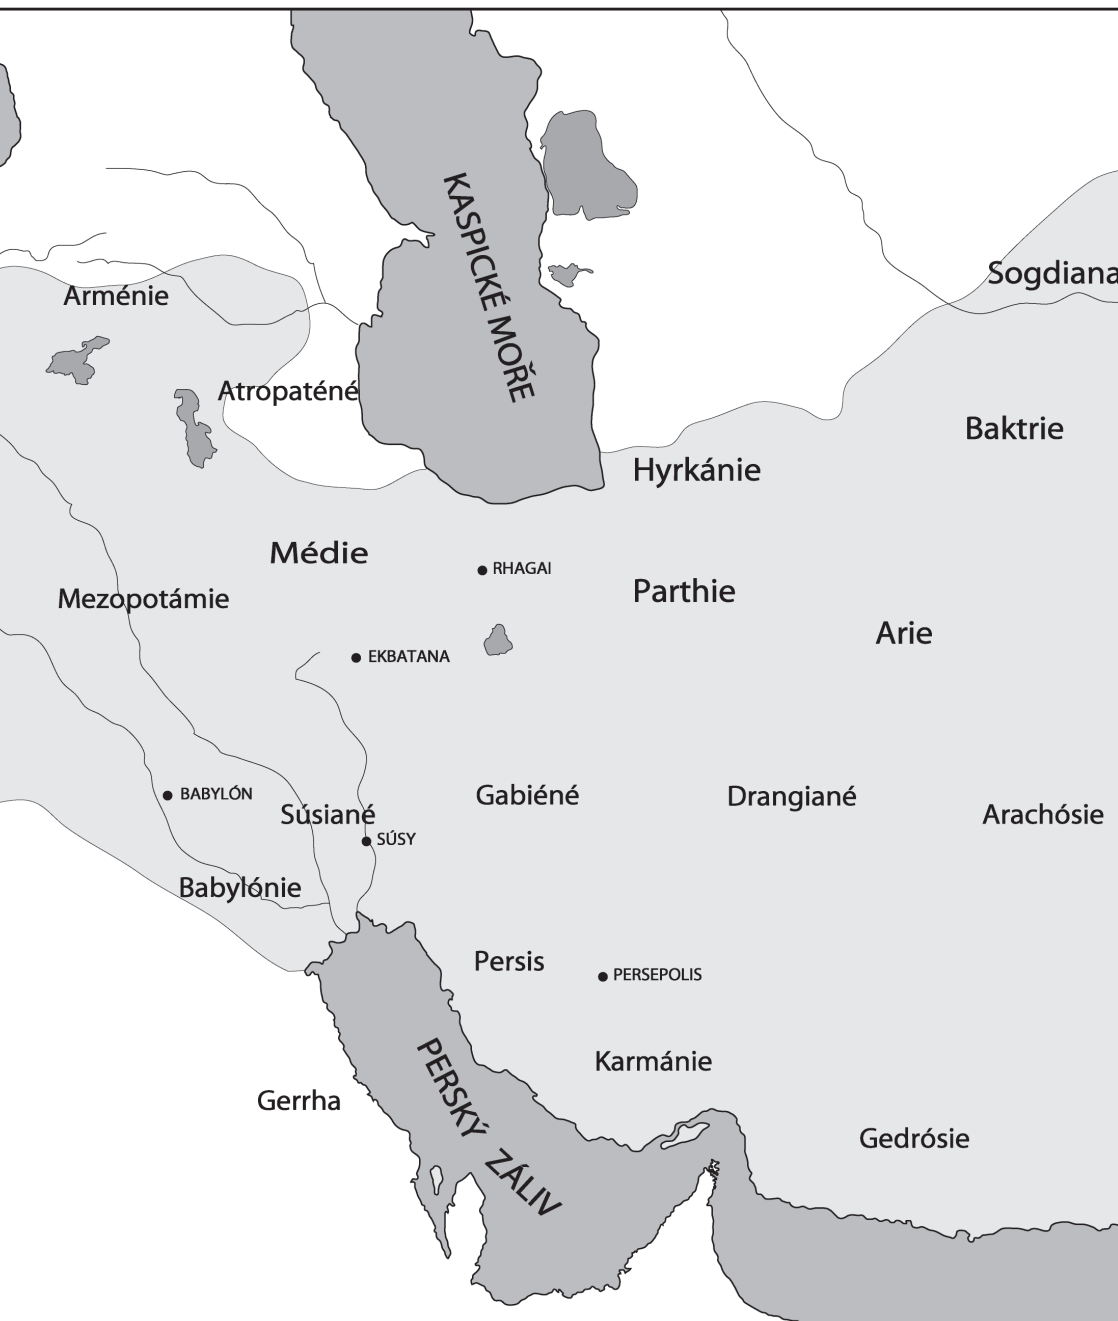 KASPICKÉ MOŘE
Sogdiana
Arménie
Atropaténé
Baktrie
Hyrkánie
Médie
RHAGAI
Parthie
Mezopotámie
Arie
EKBATANA
BABYLÓN
Gabiéné
Drangiané
Súsiané
Arachósie
SÚSY
Babylónie
Persis
PERSEPOLIS
Karmánie
PERSKÝ ZÁLIV
Gerrha
Gedrósie